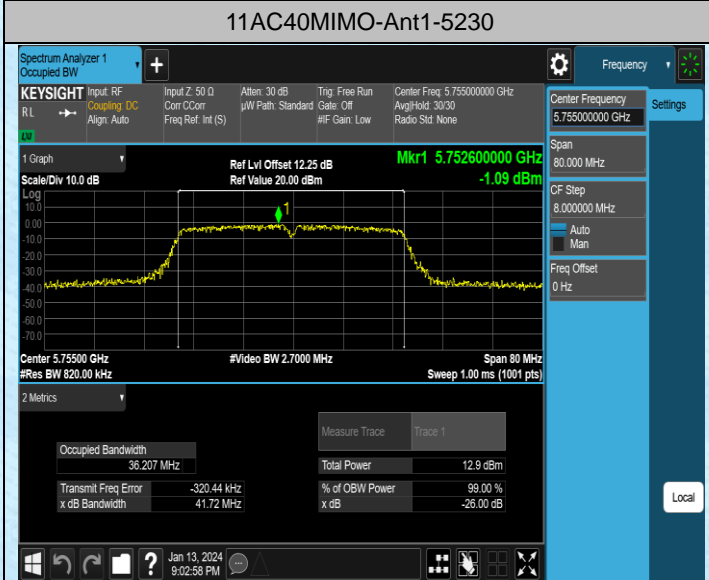 11AC40MIMO-Ant1-5230
Spectrum Analyzer 1
Occupied BW
Frequency
KEYSIGHT Input: RF Input Z: 50 Ω Atten: 30 dB Trig: Free Run Center Freq: 5.755000000 GHz
RL Coupling: DC Corr CCorr µW Path: Standard Gate: Off Avg|Hold: 30/30
Align: Auto Freq Ref: Int (S) #IF Gain: Low Radio Std: None
LXI
Center Frequency
5.755000000 GHz
Settings
Span
80.000 MHz
CF Step
8.000000 MHz
Auto
Man
Freq Offset
0 Hz
1 Graph
Ref Lvl Offset 12.25 dB Mkr1 5.752600000 GHz
Scale/Div 10.0 dB Ref Value 20.00 dBm -1.09 dBm
Log
10.0
0.00
-10.0
-20.0
-30.0
-40.0
-50.0
-60.0
-70.0
1
Center 5.75500 GHz #Video BW 2.7000 MHz Span 80 MHz
#Res BW 820.00 kHz Sweep 1.00 ms (1001 pts)
2 Metrics
Measure Trace Trace 1
Occupied Bandwidth
36.207 MHz Total Power 12.9 dBm
Transmit Freq Error -320.44 kHz % of OBW Power 99.00 %
x dB Bandwidth 41.72 MHz x dB -26.00 dB
Local
Jan 13, 2024
9:02:58 PM